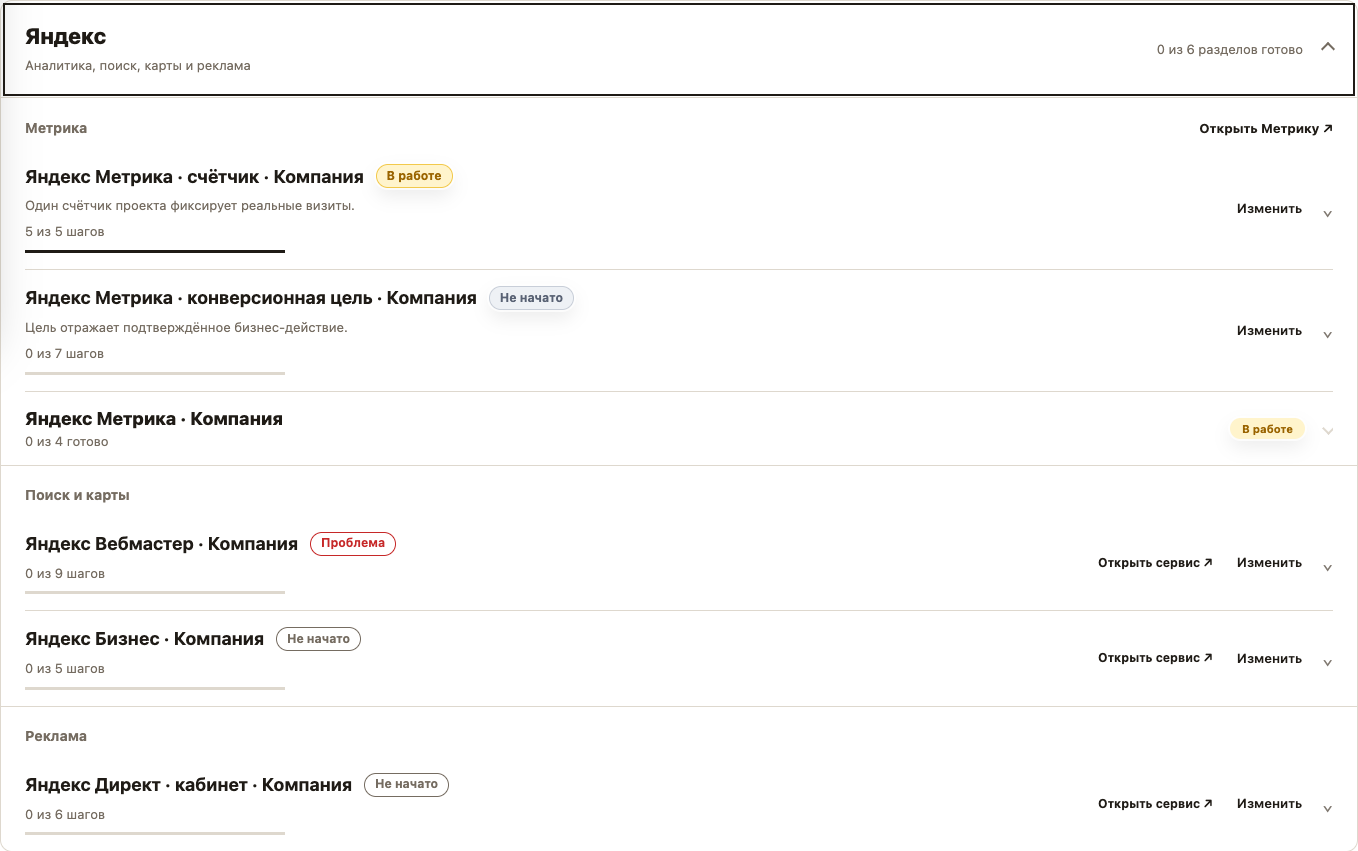 Яндекс
Аналитика, поиск, карты и реклама
0 из 6 разделов готово
Метрика
Открыть Метрику ↗
Яндекс Метрика · счётчик · Компания
В работе
Один счётчик проекта фиксирует реальные визиты.
5 из 5 шагов
Изменить
Яндекс Метрика · конверсионная цель · Компания
Не начато
Цель отражает подтверждённое бизнес-действие.
0 из 7 шагов
Изменить
Яндекс Метрика · Компания
0 из 4 готово
В работе
Поиск и карты
Яндекс Вебмастер · Компания
Проблема
0 из 9 шагов
Открыть сервис ↗
Изменить
Яндекс Бизнес · Компания
Не начато
0 из 5 шагов
Открыть сервис ↗
Изменить
Реклама
Яндекс Директ · кабинет · Компания
Не начато
0 из 6 шагов
Открыть сервис ↗
Изменить